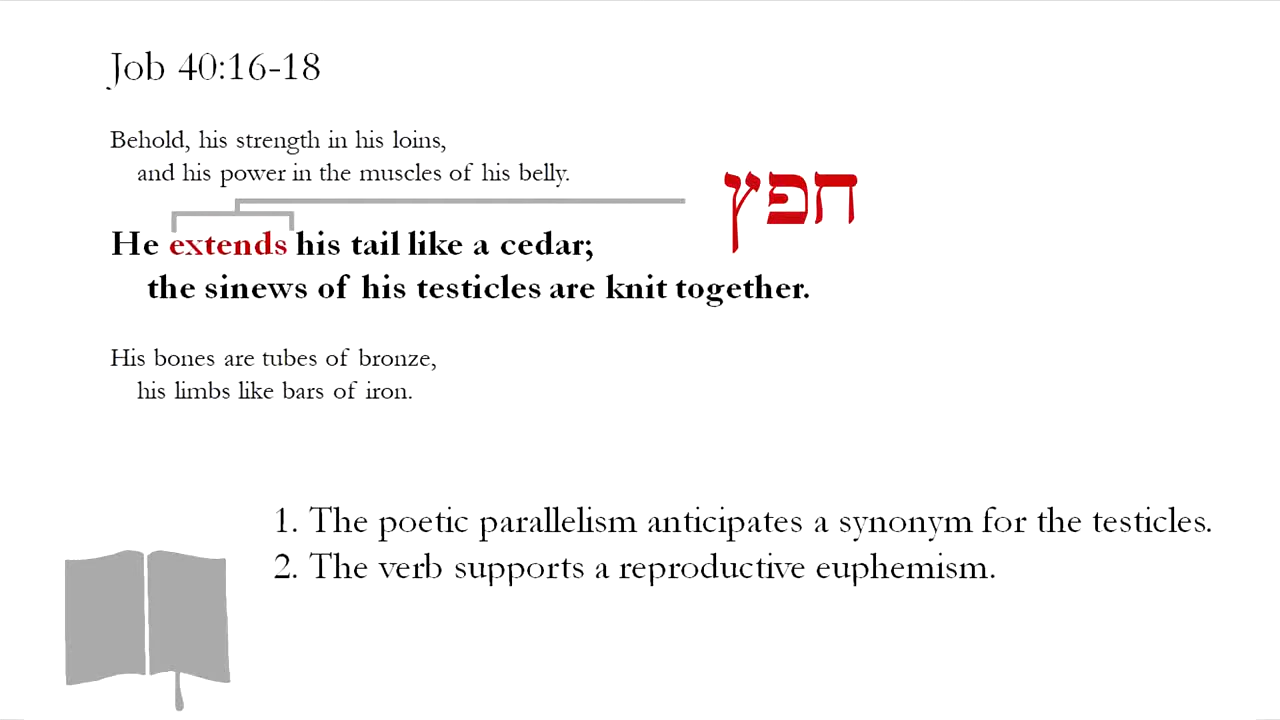 Job 40:16-18
Behold, his strength in his loins,
and his power in the muscles of his belly.
חפץ
He extends his tail like a cedar;
the sinews of his testicles are knit together.
His bones are tubes of bronze,
his limbs like bars of iron.
1. The poetic parallelism anticipates a synonym for the testicles.
2. The verb supports a reproductive euphemism.